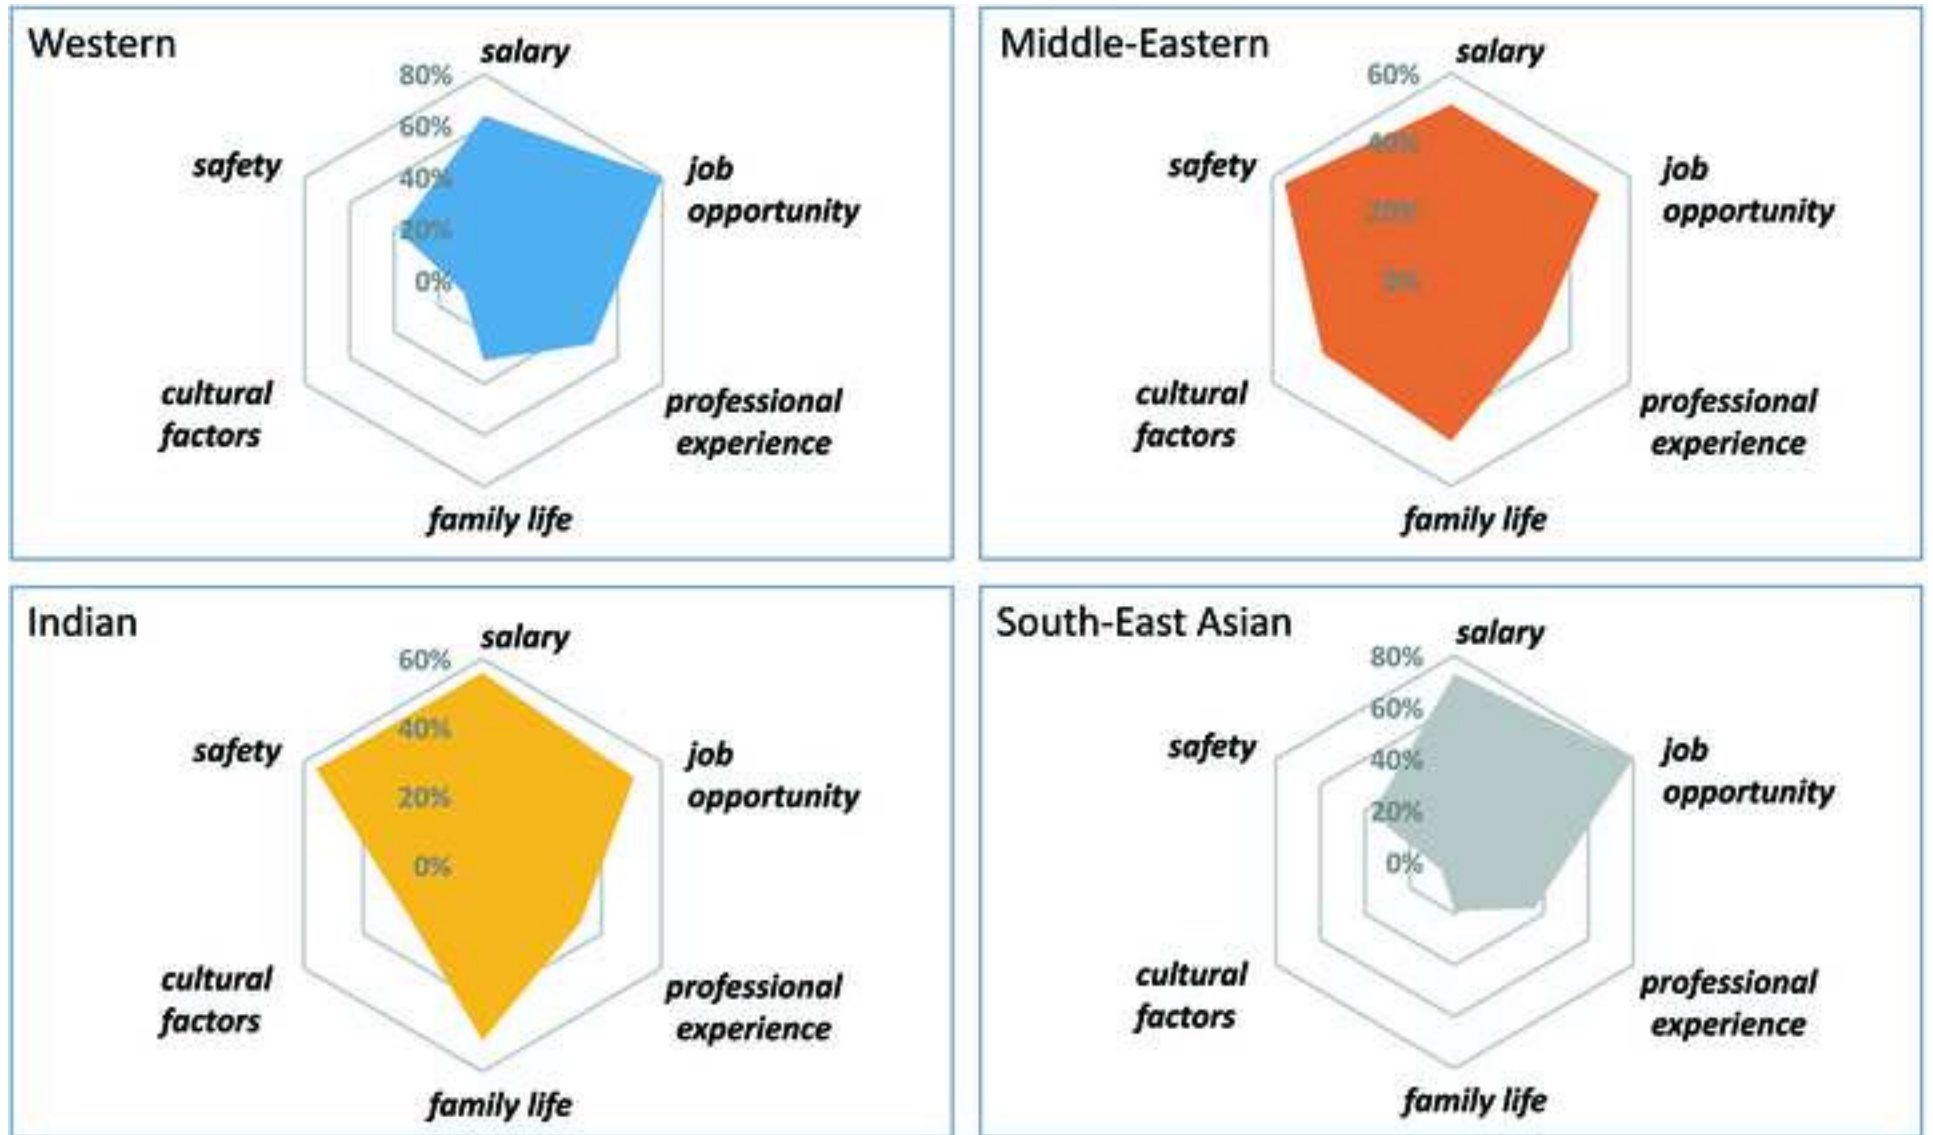 Western
salary
80%
60%
40%
20%
0%
safety
job
opportunity
cultural
factors
professional
experience
family life
Middle-Eastern
salary
60%
40%
20%
0%
safety
job
opportunity
cultural
factors
professional
experience
family life
Indian
salary
60%
40%
20%
0%
safety
job
opportunity
cultural
factors
professional
experience
family life
South-East Asian
salary
80%
60%
40%
20%
0%
safety
job
opportunity
cultural
factors
professional
experience
family life